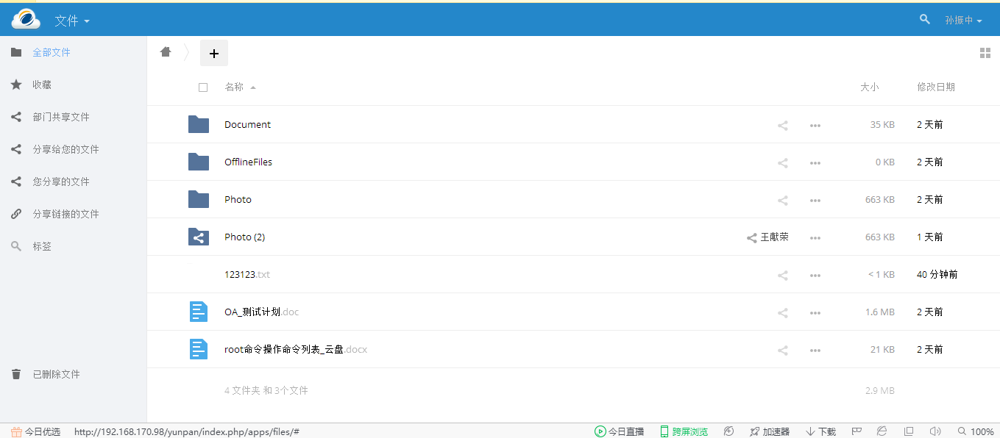 文件
孙振中
全部文件
收藏
部门共享文件
分享给您的文件
您分享的文件
分享链接的文件
标签
已删除文件
+
名称 大小 修改日期
Document 35 KB 2 天前
OfflineFiles 0 KB 2 天前
Photo 663 KB 2 天前
Photo (2) 王献荣 663 KB 1 天前
123123.txt < 1 KB 40 分钟前
OA_测试计划.doc 1.6 MB 2 天前
root命令操作命令列表_云盘.docx 21 KB 2 天前
4 文件夹 和 3个文件 2.9 MB
今日优选 http://192.168.170.98/yunpan/index.php/apps/files/# 今日直播 跨屏浏览 加速器 下载 100%